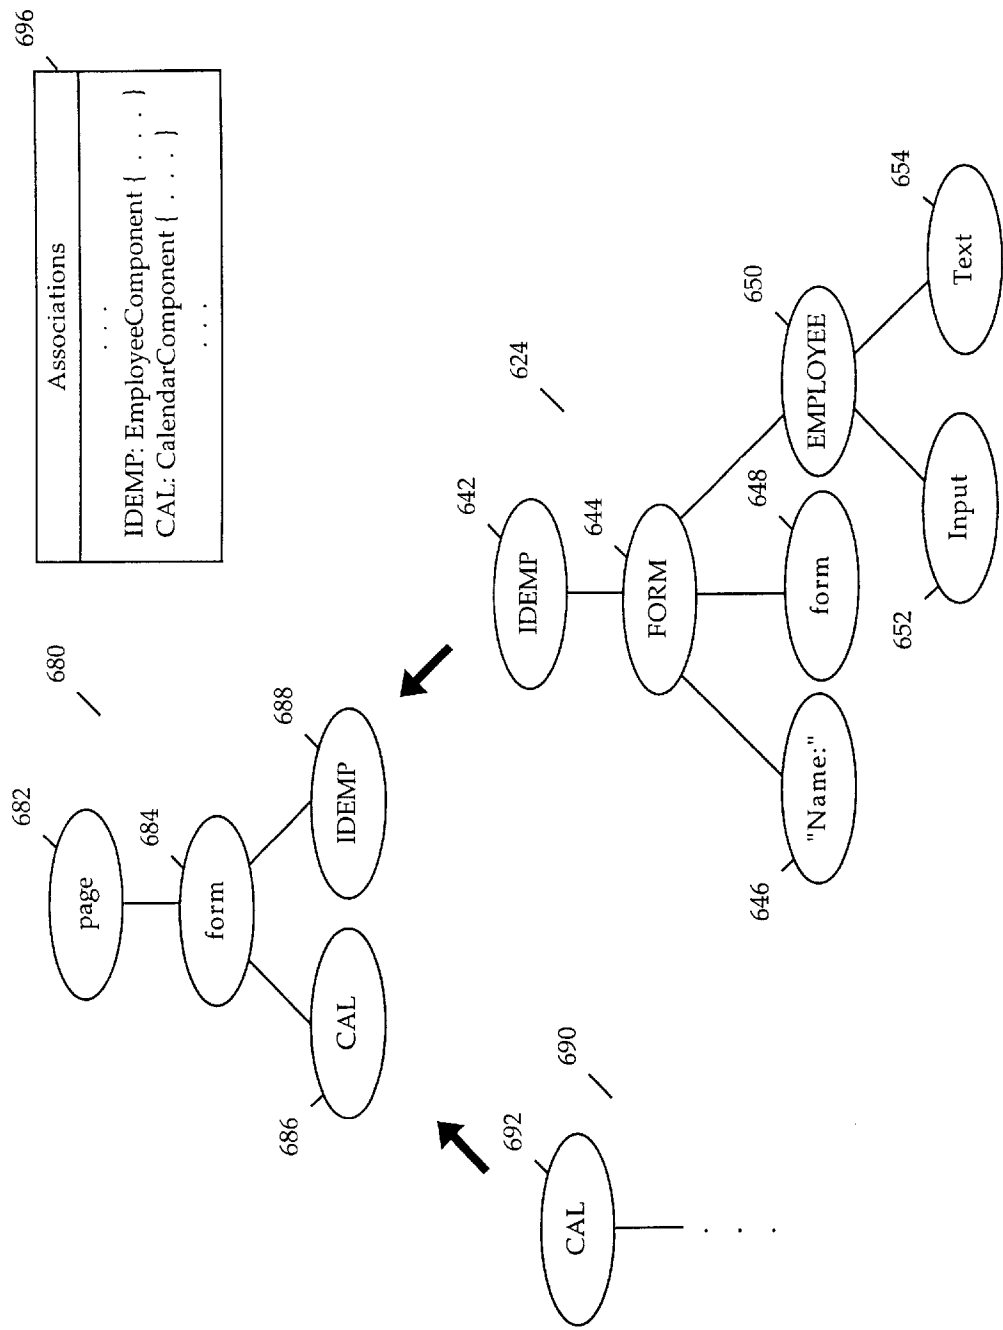 680
682
page
684
form
686
CAL
688
IDEMP
696
Associations
. . .
IDEMP: EmployeeComponent { . . . }
CAL: CalendarComponent { . . . }
. . .
690
692
CAL
. . .
624
642
IDEMP
644
FORM
646
"Name:"
648
form
650
EMPLOYEE
652
Input
654
Text